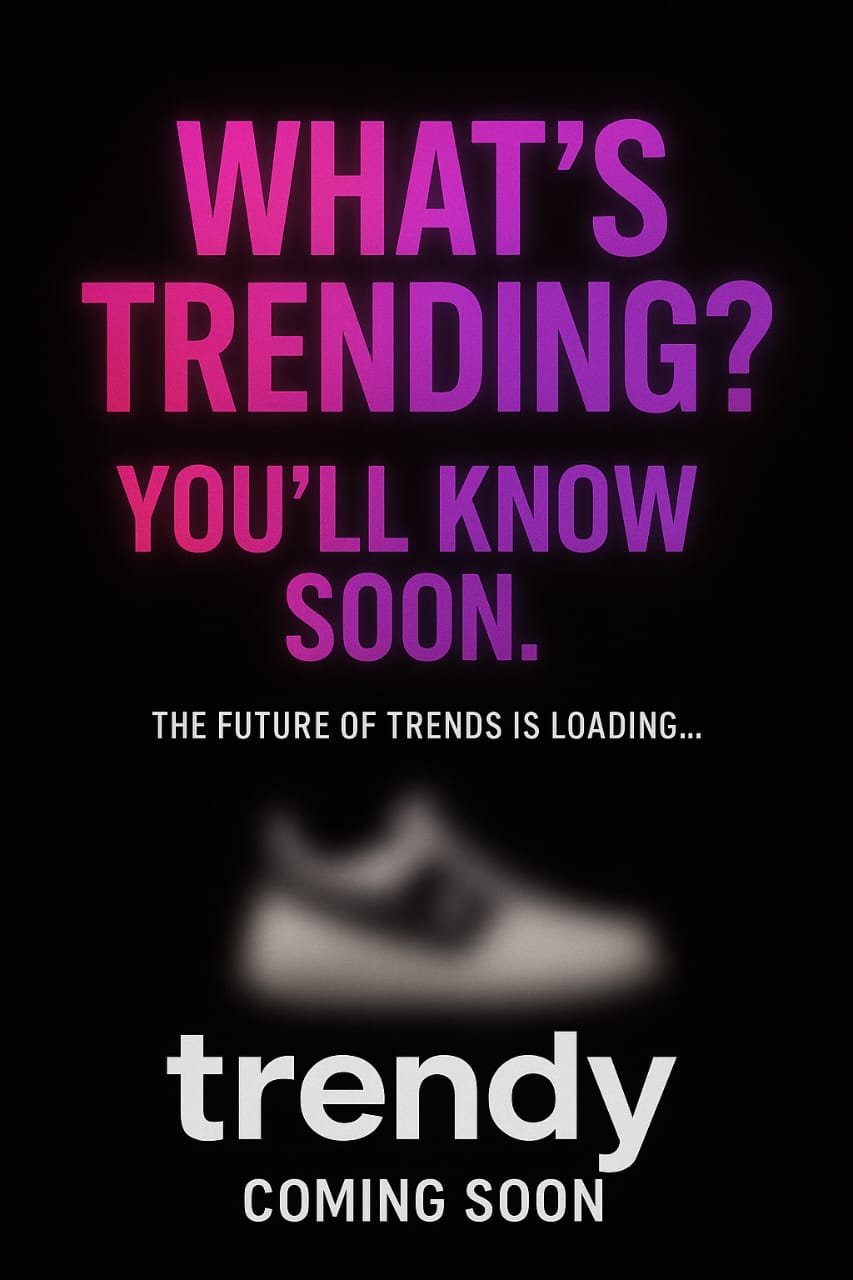 WHAT'S
TRENDING?
YOU'LL KNOW
SOON.
THE FUTURE OF TRENDS IS LOADING...
trendy
COMING SOON